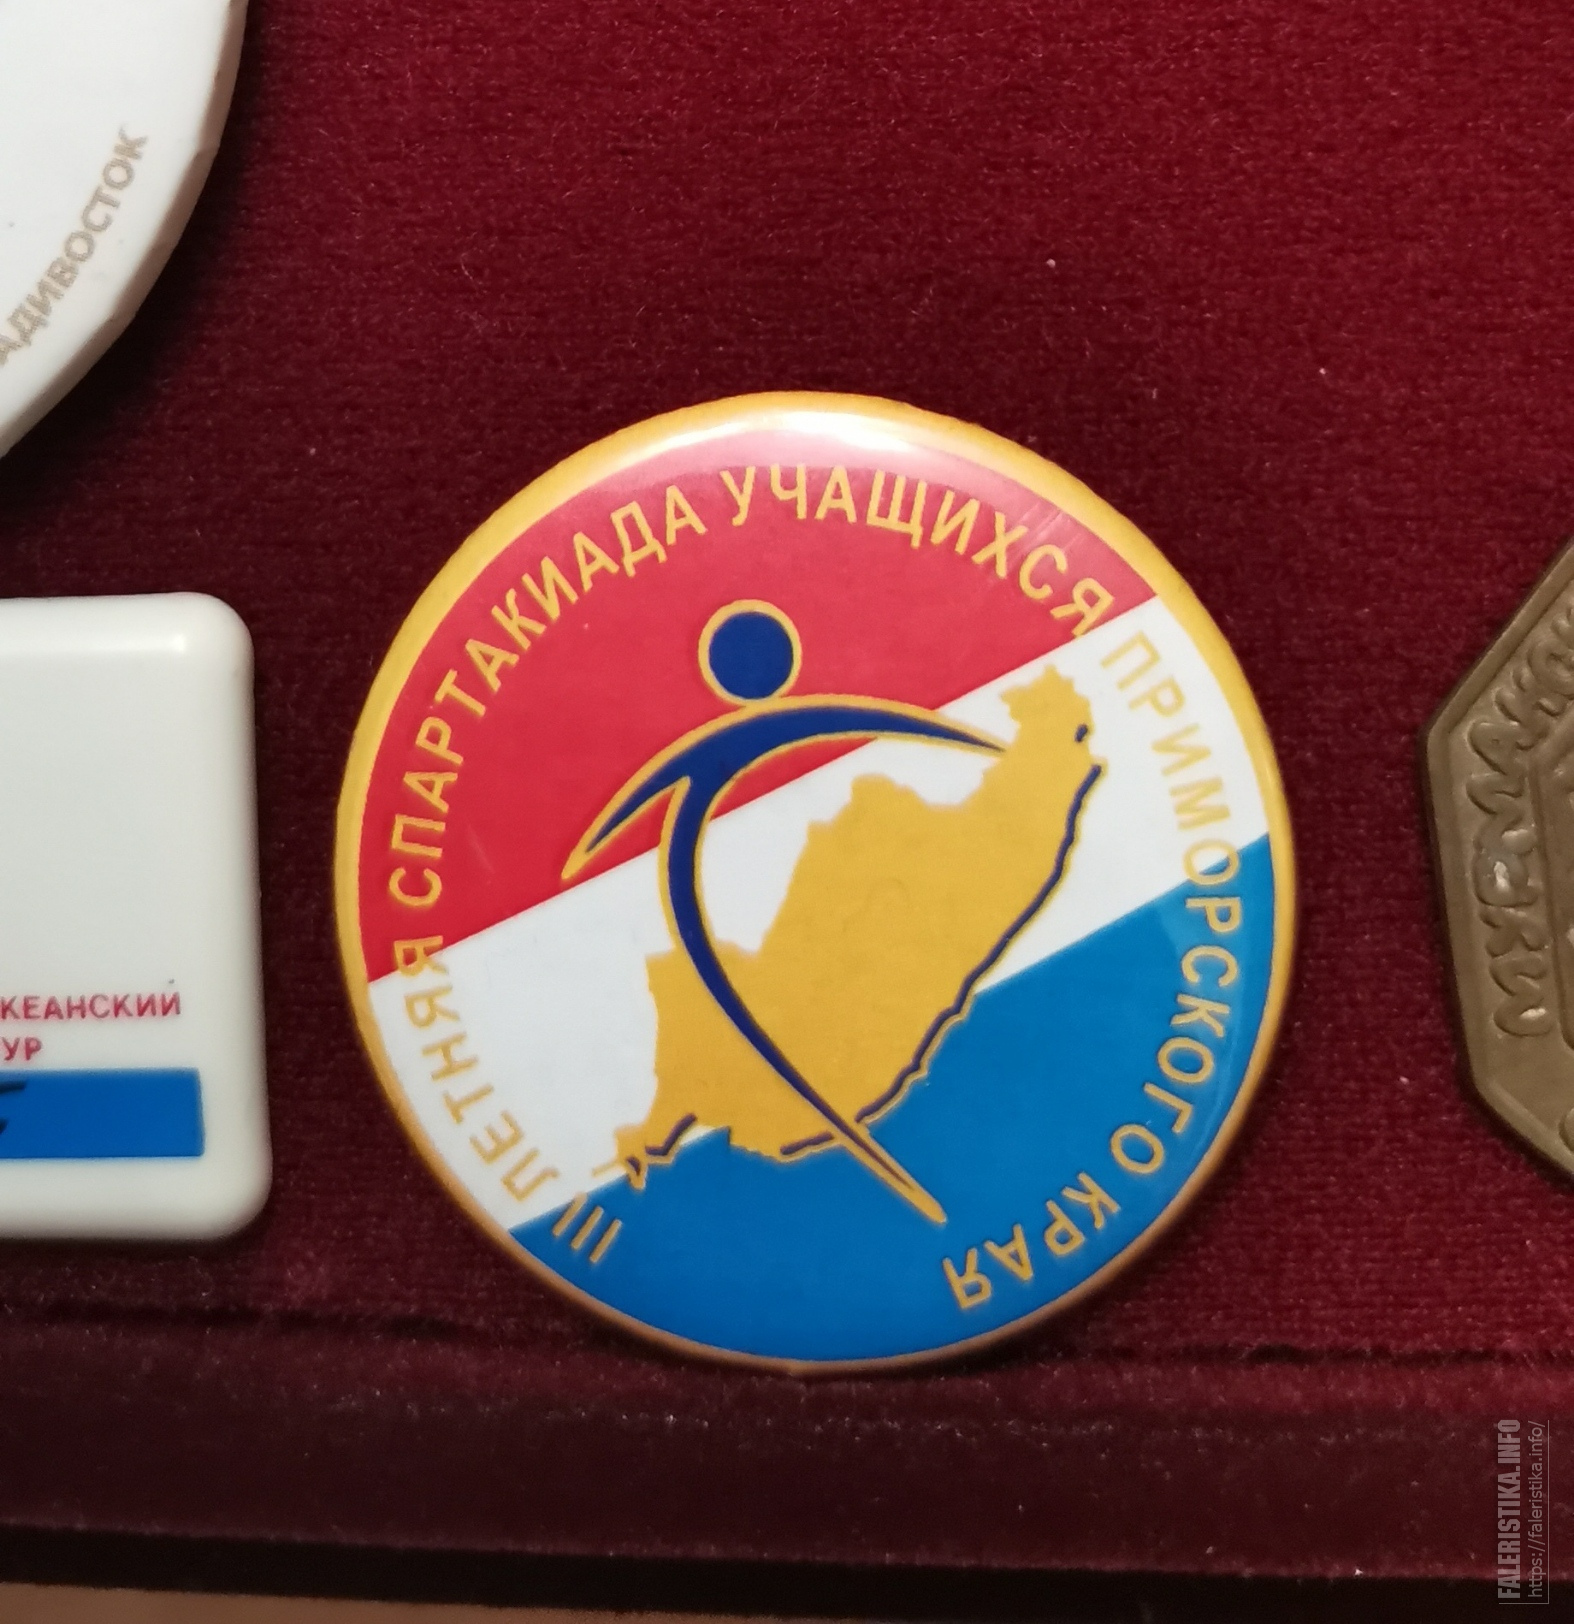 АДИВОСТОК
III ЛЕТНЯЯ СПАРТАКИАДА УЧАЩИХСЯ ПРИМОРСКОГО КРАЯ
КЕАНСКИЙ
УР
FALERISTIKA.INFO
https://faleristika.info/